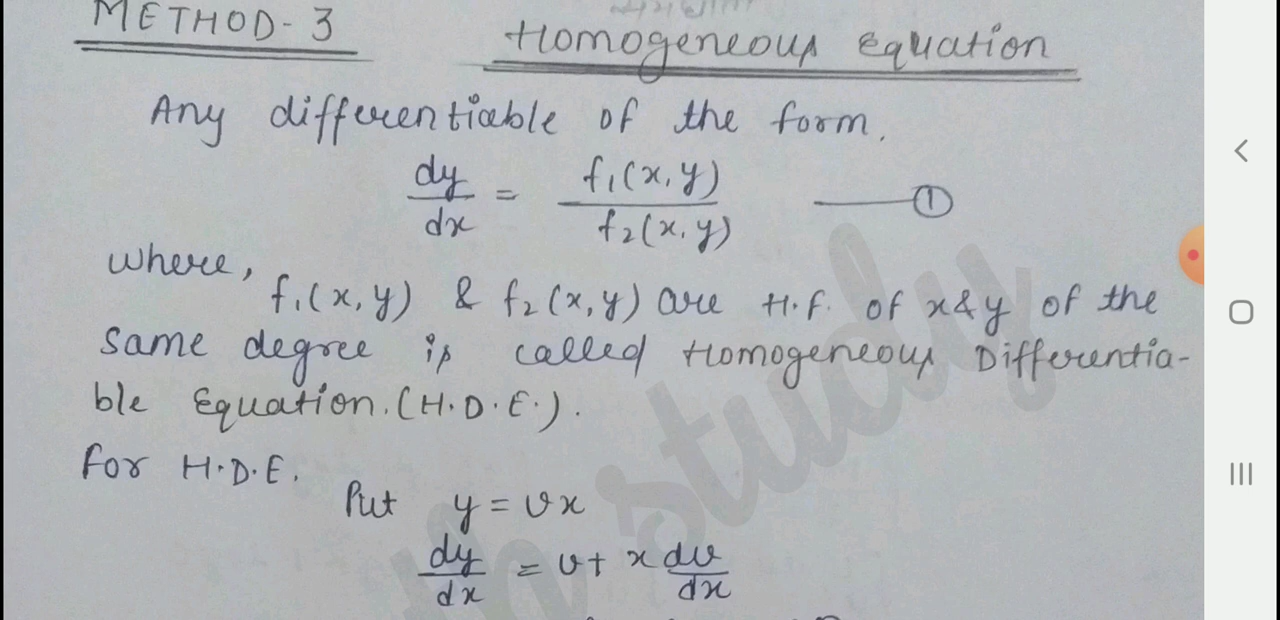 METHOD-3 Homogeneous Equation
Any differentiable of the form,
dy/dx = f₁(x,y)/f₂(x,y) —— ①
where,
f₁(x,y) & f₂(x,y) are H.F. of x&y of the
same degree is called Homogeneous Differentia-
ble Equation.(H.D.E.).
For H.D.E.
Put y = vx
dy/dx = v + x dv/dx
study